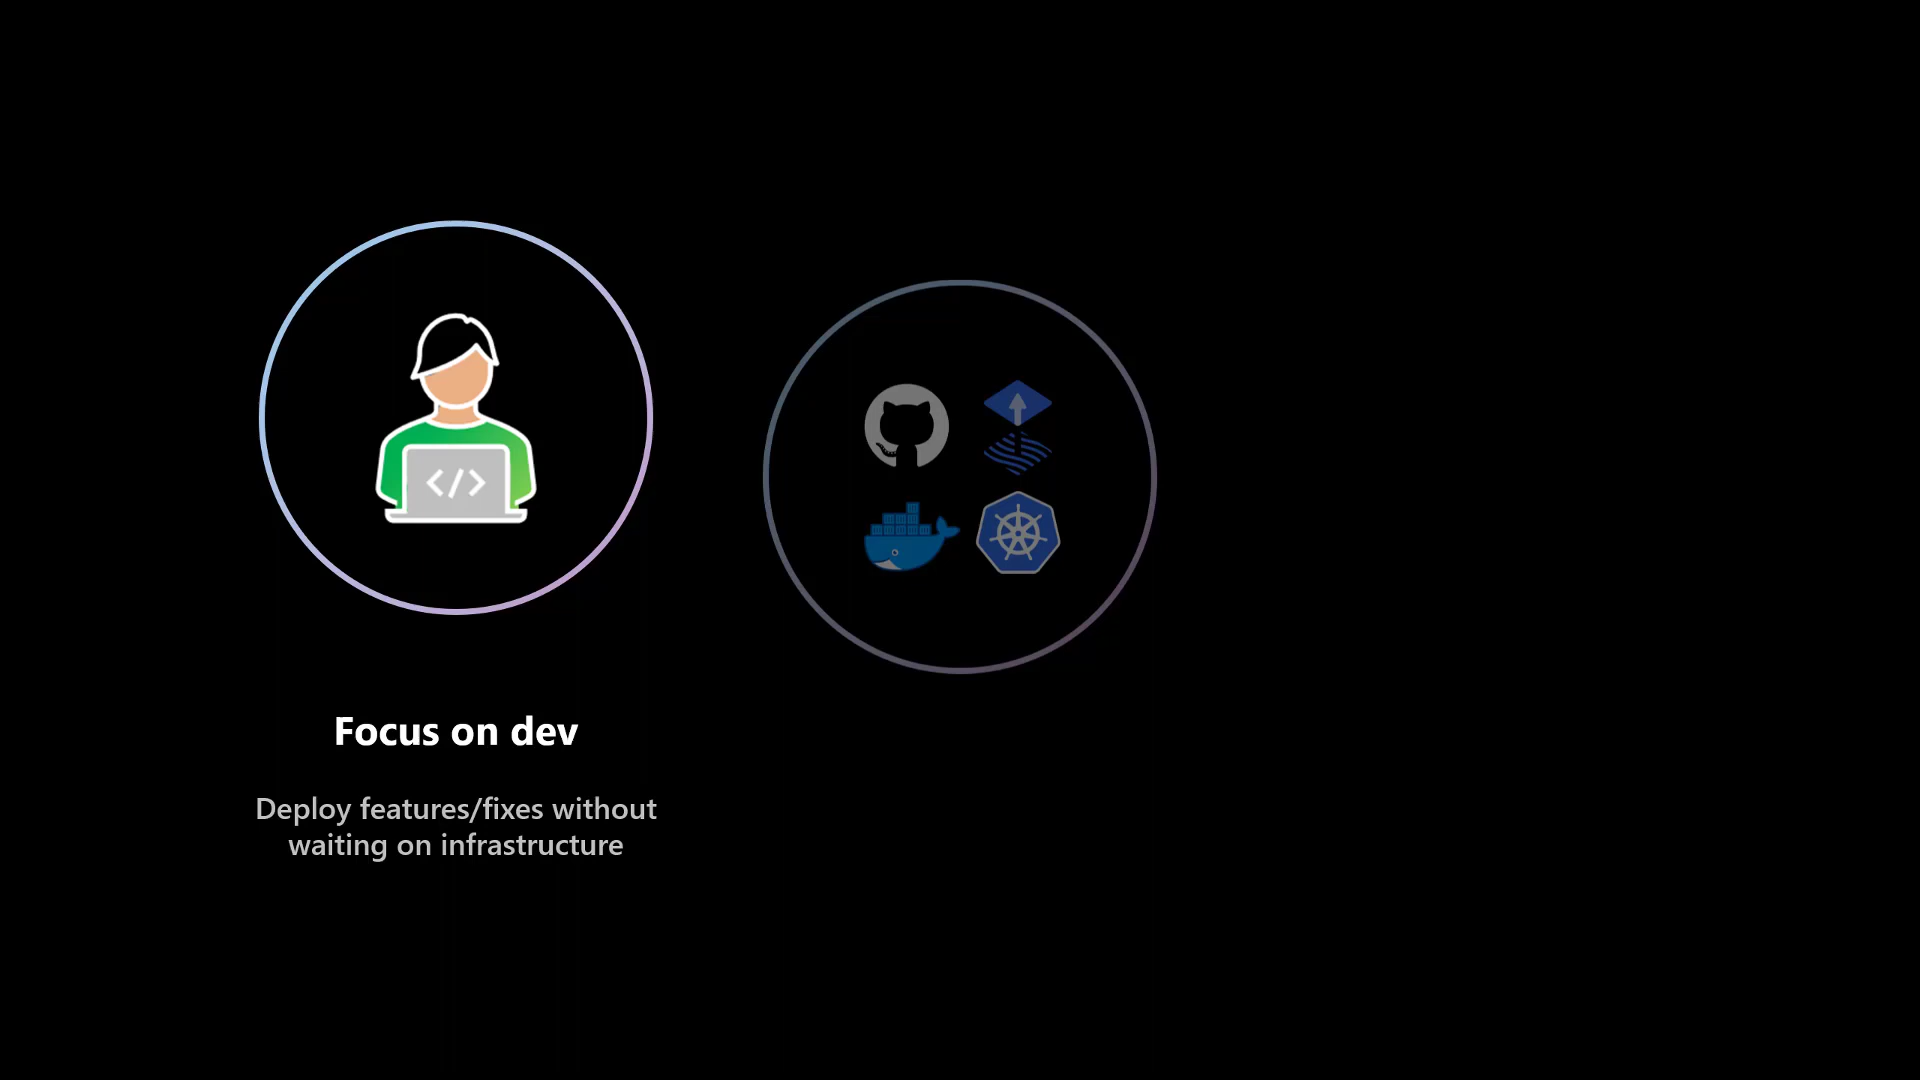 </>
Focus on dev
Deploy features/fixes without
waiting on infrastructure